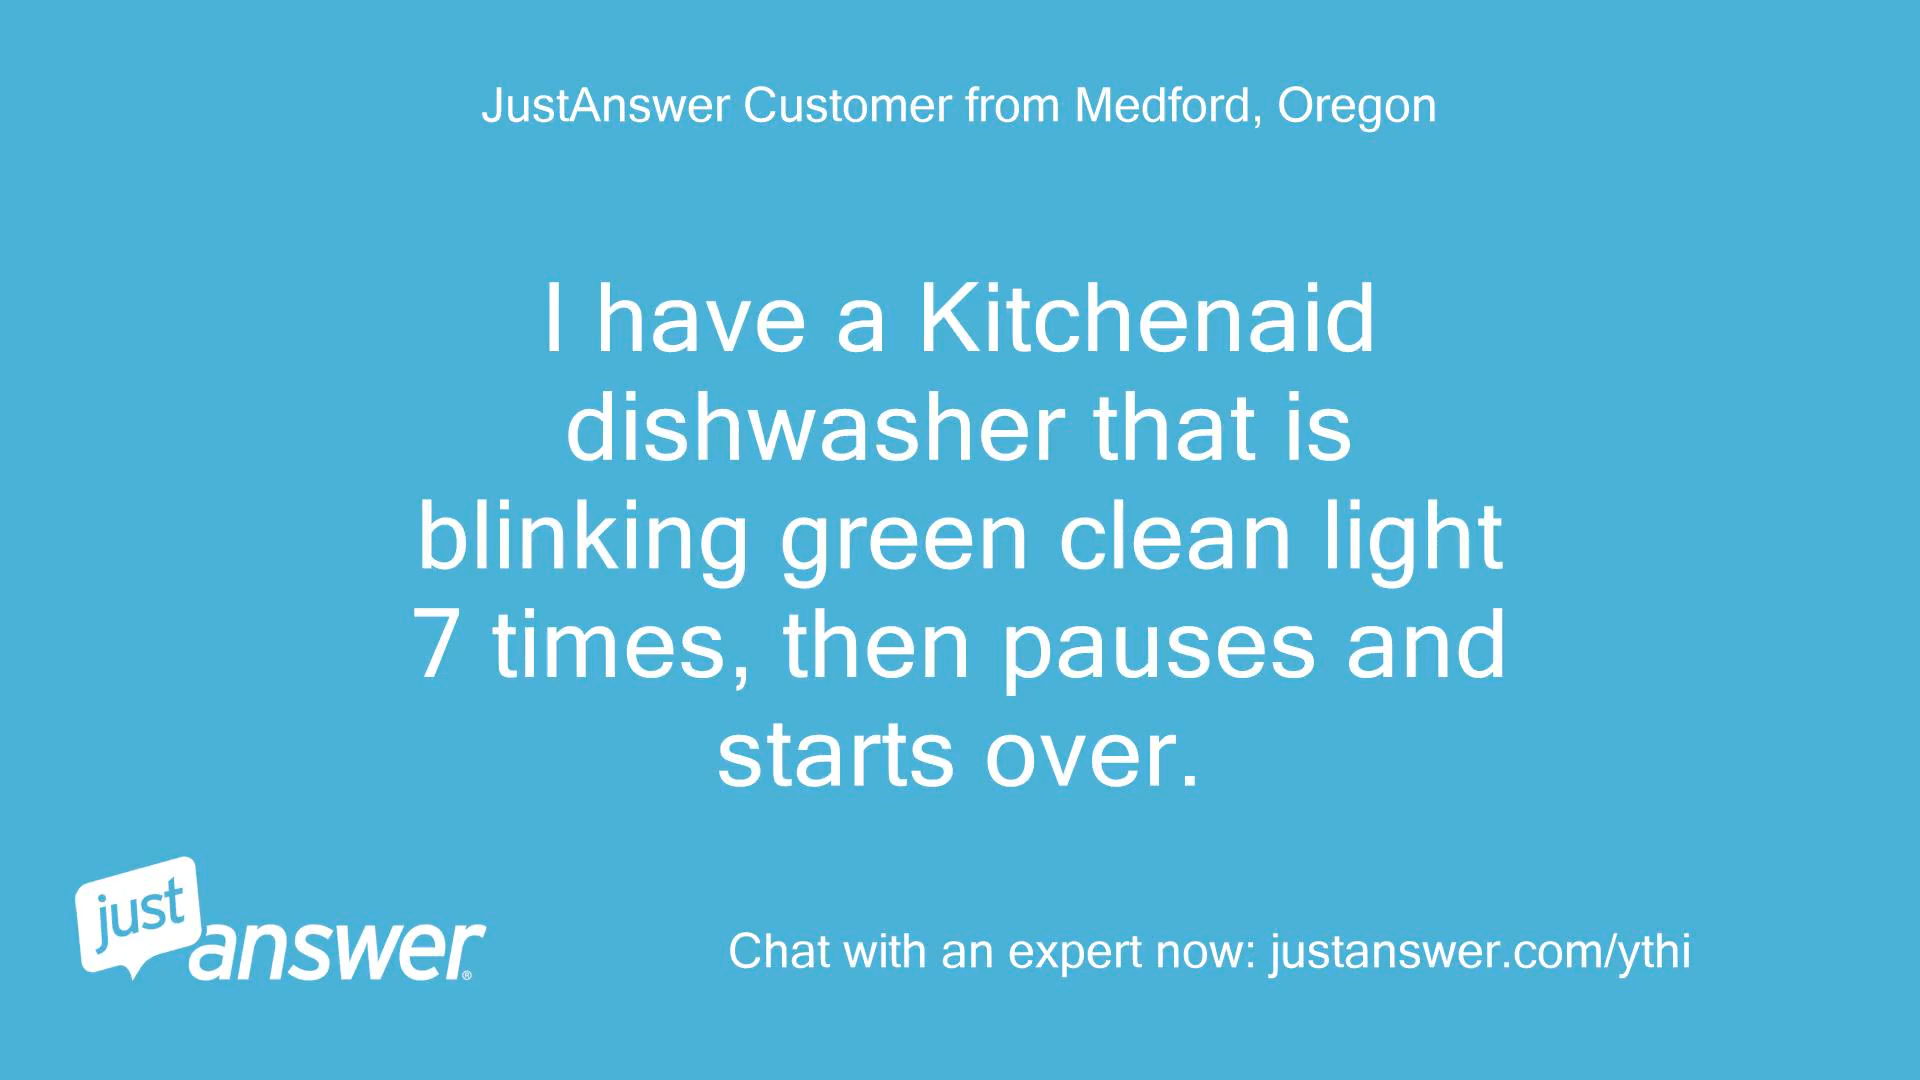 JustAnswer Customer from Medford, Oregon
I have a Kitchenaid
dishwasher that is
blinking green clean light
7 times, then pauses and
starts over.
just
answer®
Chat with an expert now: justanswer.com/ythi